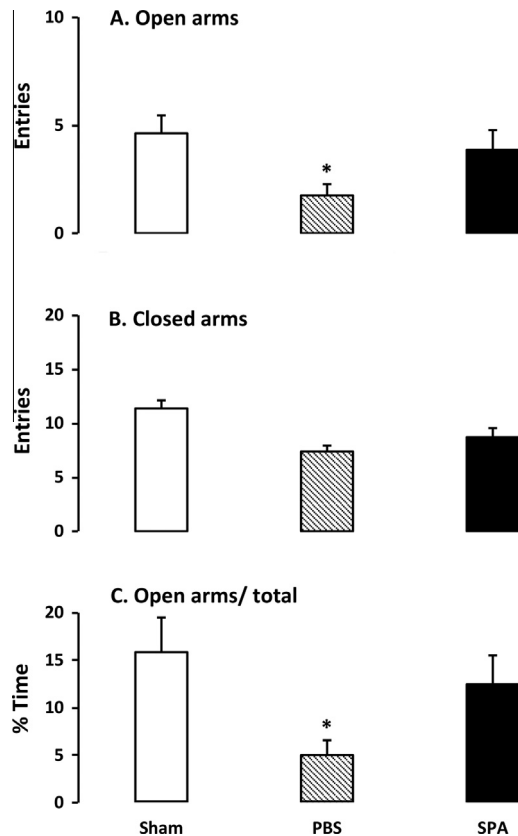 A. Open arms
10
5
0
Entries
*
B. Closed arms
20
15
10
5
0
Entries
C. Open arms/ total
20
15
10
5
0
% Time
*
Sham PBS SPA